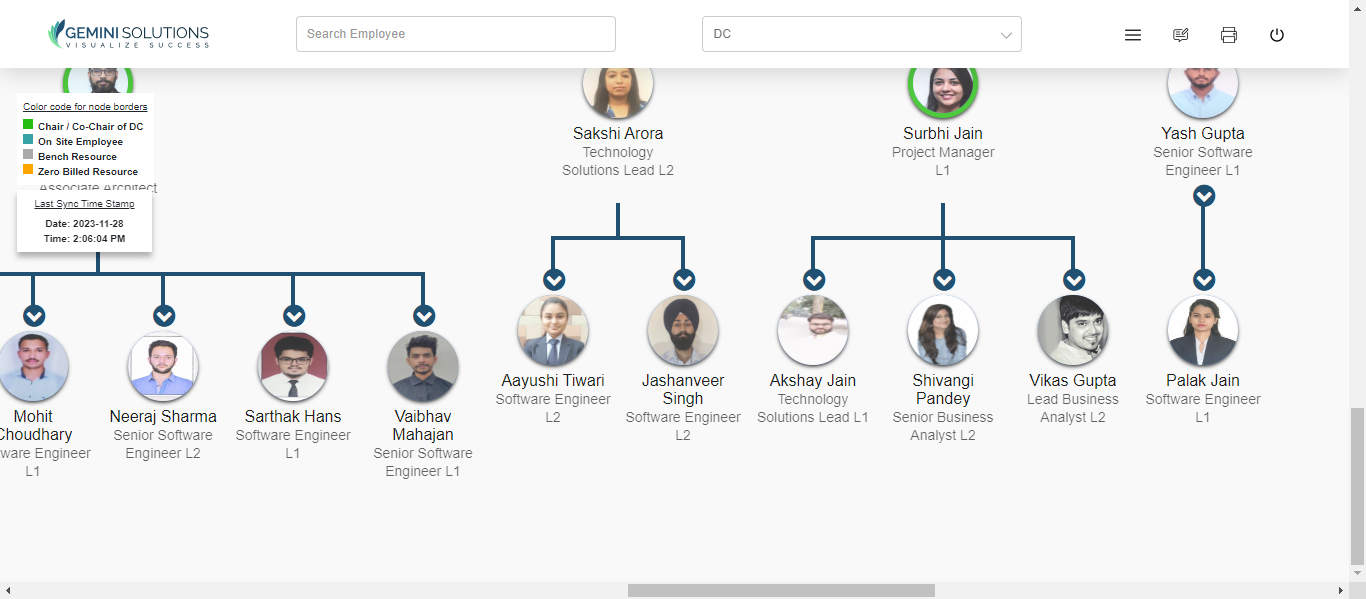 GEMINI SOLUTIONS
VISUALIZE SUCCESS
Search Employee
DC
Color code for node borders
Chair / Co-Chair of DC
On Site Employee
Bench Resource
Zero Billed Resource
Associate Architect
Last Sync Time Stamp
Date: 2023-11-28
Time: 2:06:04 PM
Sakshi Arora
Technology
Solutions Lead L2
Surbhi Jain
Project Manager
L1
Yash Gupta
Senior Software
Engineer L1
Mohit
Choudhary
ware Engineer
L1
Neeraj Sharma
Senior Software
Engineer L2
Sarthak Hans
Software Engineer
L1
Vaibhav
Mahajan
Senior Software
Engineer L1
Aayushi Tiwari
Software Engineer
L2
Jashanveer
Singh
Software Engineer
L2
Akshay Jain
Technology
Solutions Lead L1
Shivangi
Pandey
Senior Business
Analyst L2
Vikas Gupta
Lead Business
Analyst L2
Palak Jain
Software Engineer
L1